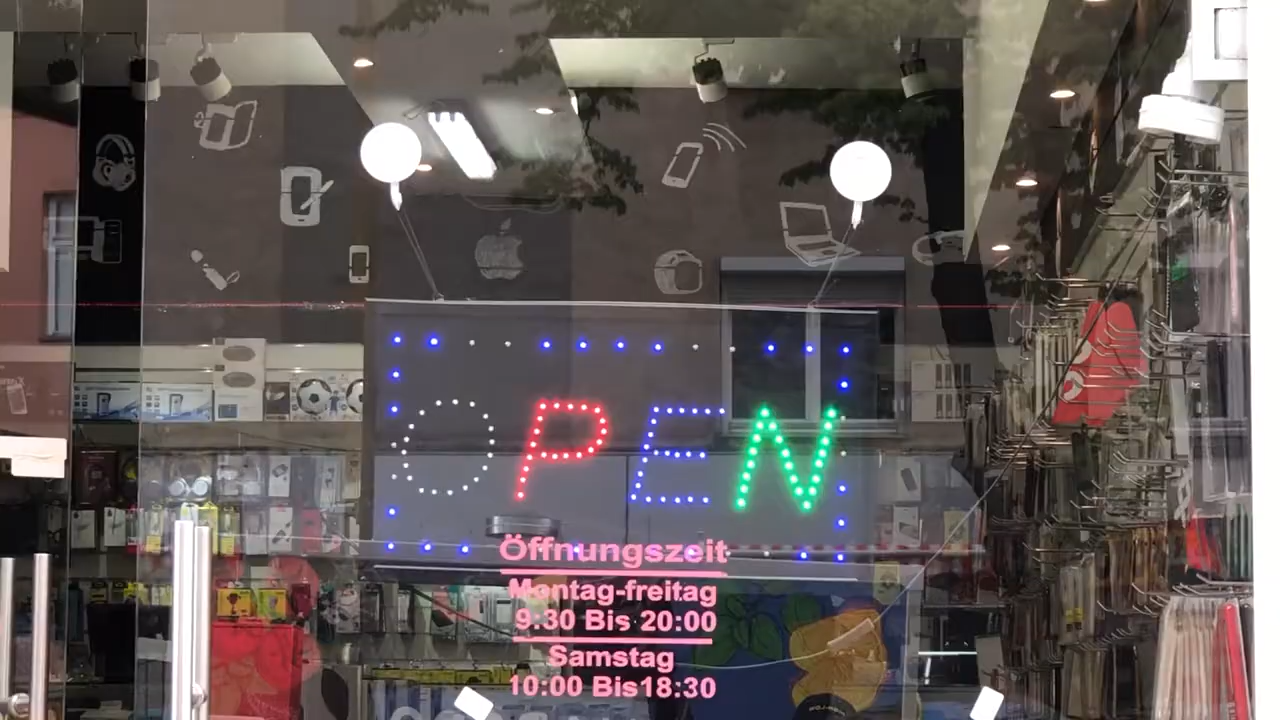 OPEN
Öffnungszeit
Montag-freitag
9:30 Bis 20:00
Samstag
10:00 Bis18:30